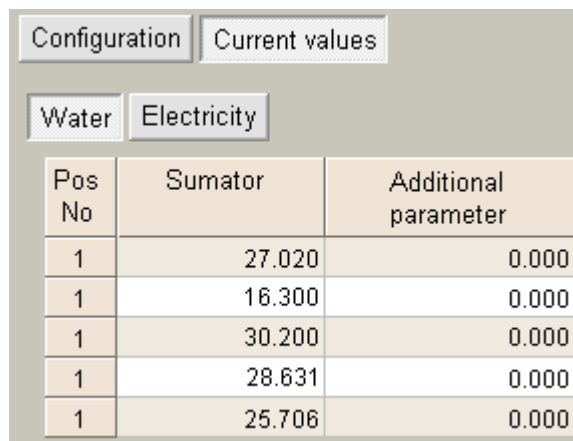 Configuration Current values
Water Electricity
Pos No Sumator Additional parameter
1 27.020 0.000
1 16.300 0.000
1 30.200 0.000
1 28.631 0.000
1 25.706 0.000